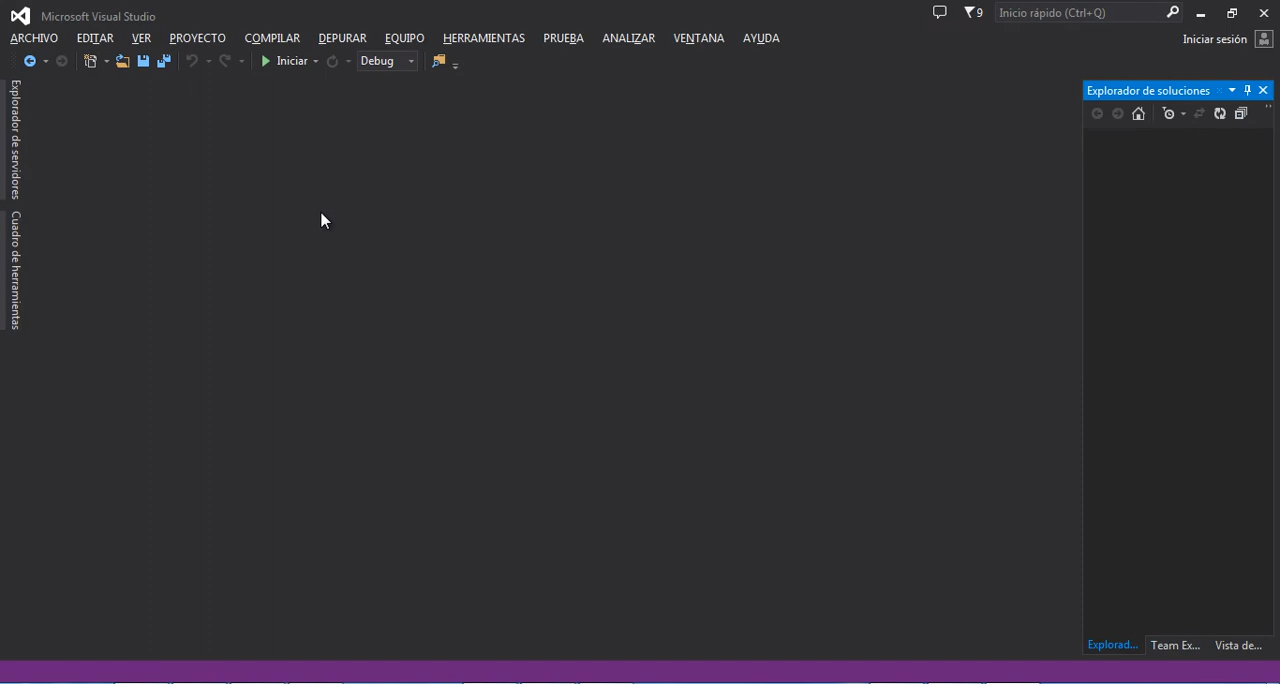 Microsoft Visual Studio
9
Inicio rápido (Ctrl+Q)
ARCHIVO EDITAR VER PROYECTO COMPILAR DEPURAR EQUIPO HERRAMIENTAS PRUEBA ANALIZAR VENTANA AYUDA
Iniciar sesión
Iniciar Debug
Explorador de servidores
Cuadro de herramientas
Explorador de soluciones
Explorad... Team Ex... Vista de...